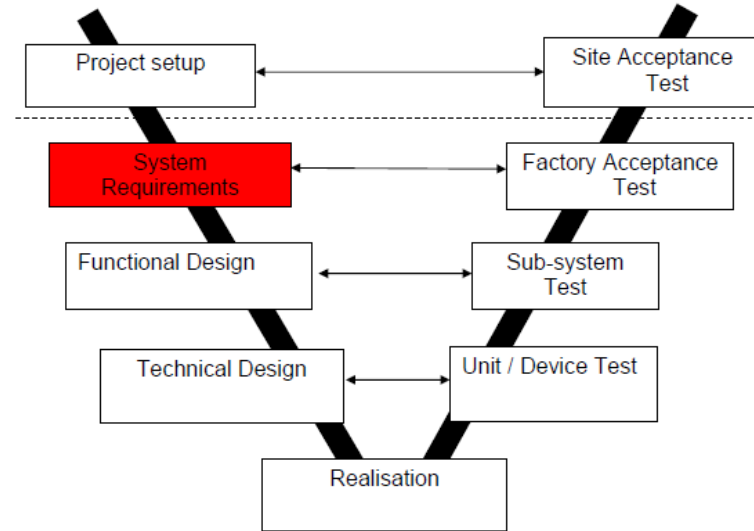 Project setup
Site Acceptance
Test
System
Requirements
Factory Acceptance
Test
Functional Design
Sub-system
Test
Technical Design
Unit / Device Test
Realisation